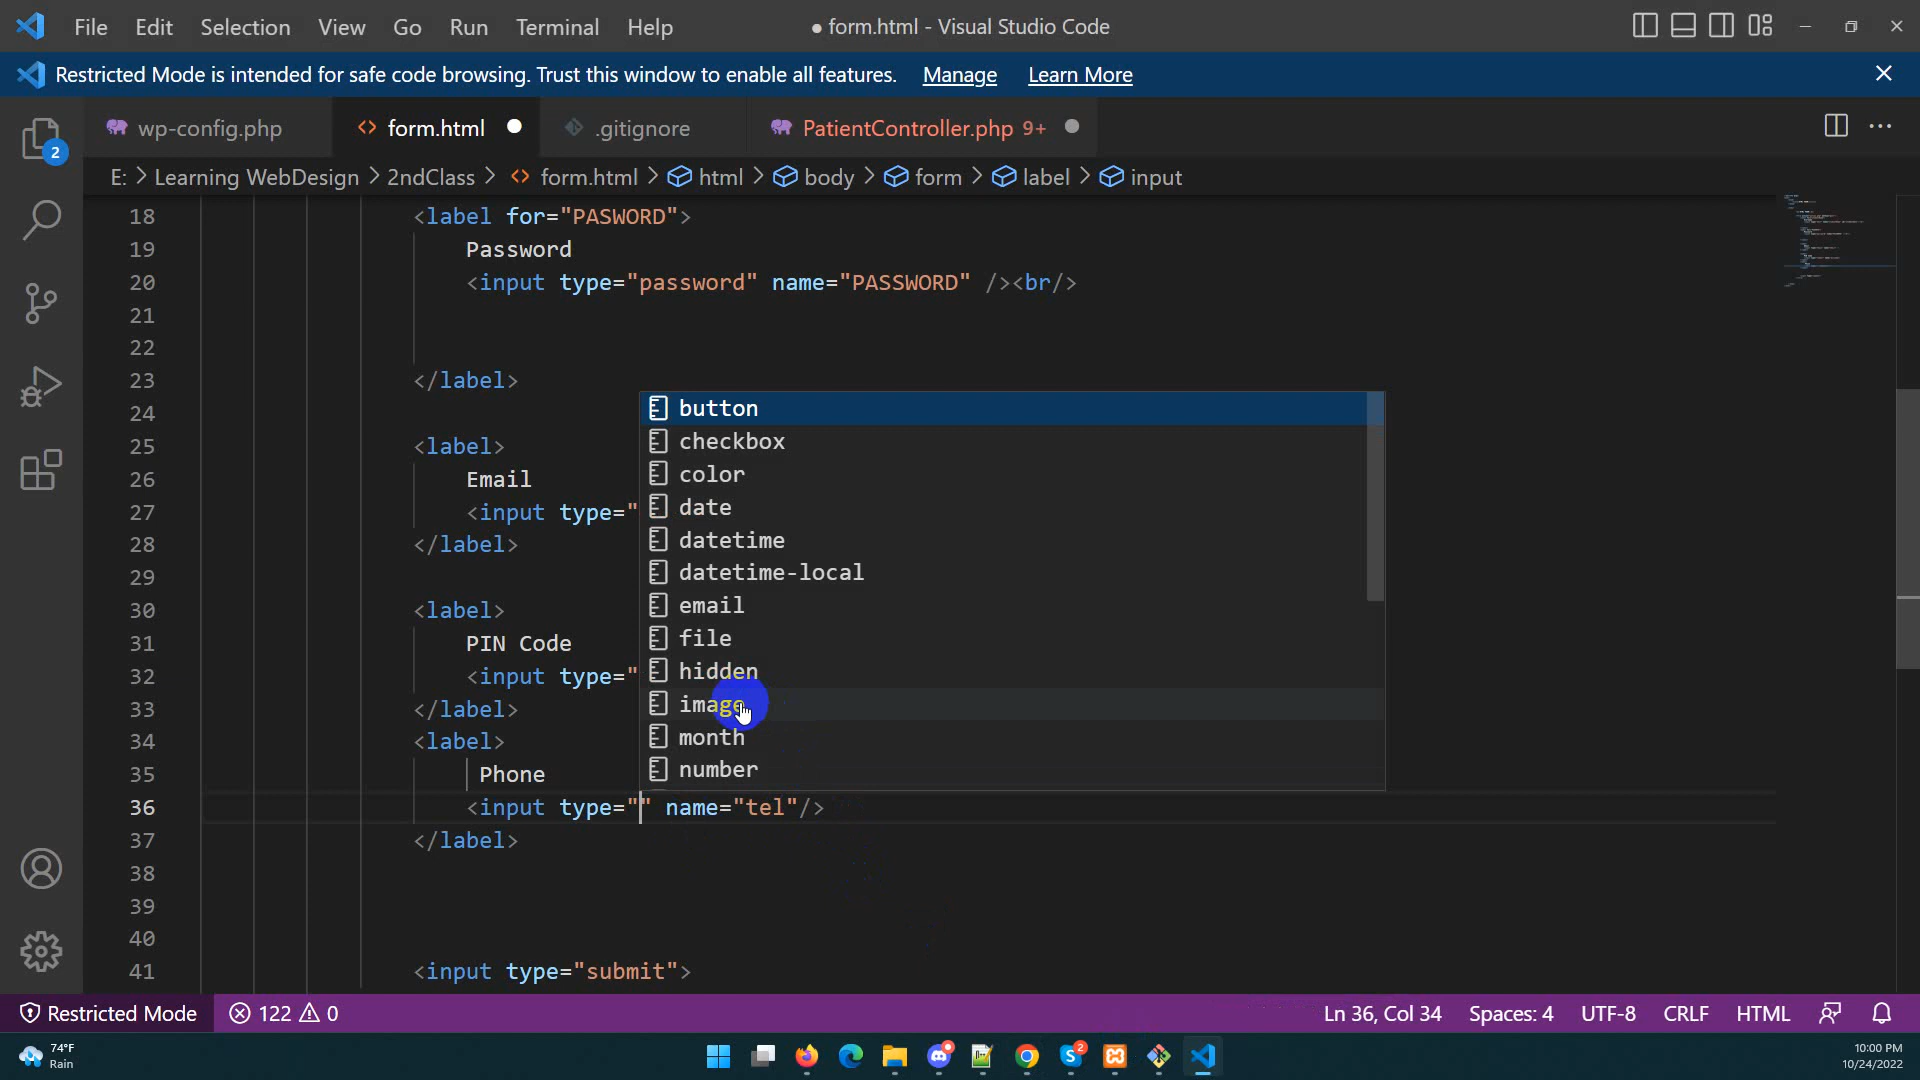 File Edit Selection View Go Run Terminal Help ● form.html - Visual Studio Code
Restricted Mode is intended for safe code browsing. Trust this window to enable all features. Manage Learn More
wp-config.php form.html .gitignore PatientController.php 9+
E: > Learning WebDesign > 2ndClass > form.html > html > body > form > label > input
2
18 <label for="PASWORD">
19 Password
20 <input type="password" name="PASSWORD" /><br/>
21
22
23 </label>
24
25 <label>
26 Email
27 <input type="
28 </label>
29
30 <label>
31 PIN Code
32 <input type="
33 </label>
34 <label>
35 Phone
36 <input type="" name="tel"/>
37 </label>
38
39
40
41 <input type="submit">
button
checkbox
color
date
datetime
datetime-local
email
file
hidden
image
month
number
Restricted Mode 122 0 Ln 36, Col 34 Spaces: 4 UTF-8 CRLF HTML
74°F
Rain
2
10:00 PM
10/24/2022